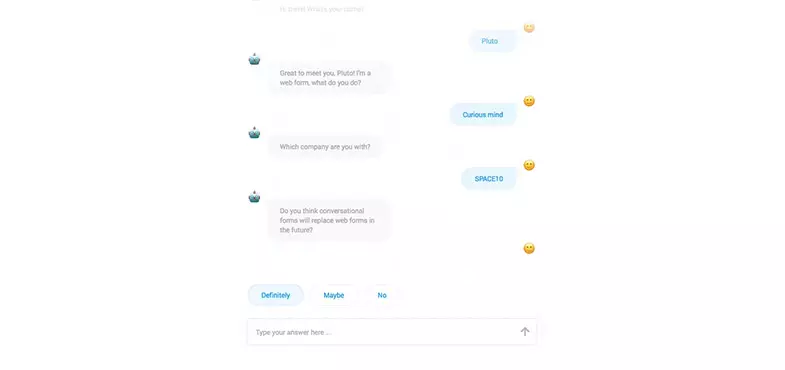 Hi there! What's your name?
Pluto
Great to meet you, Pluto! I'm a
web form, what do you do?
Curious mind
Which company are you with?
SPACE10
Do you think conversational
forms will replace web forms in
the future?
Definitely
Maybe
No
Type your answer here ...